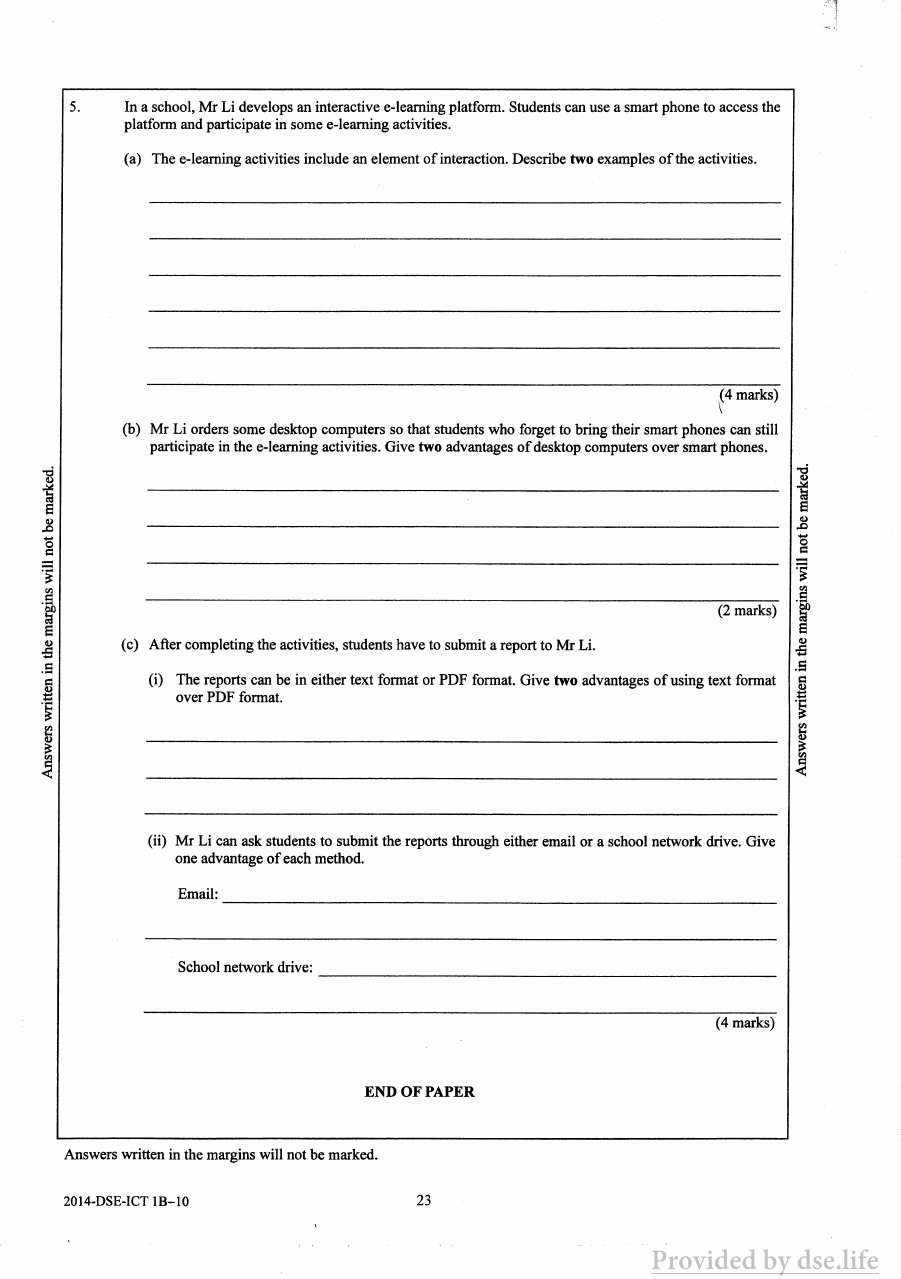 5. In a school, Mr Li develops an interactive e-learning platform. Students can use a smart phone to access the
platform and participate in some e-learning activities.
(a) The e-learning activities include an element of interaction. Describe two examples of the activities.
(4 marks)
(b) Mr Li orders some desktop computers so that students who forget to bring their smart phones can still
participate in the e-learning activities. Give two advantages of desktop computers over smart phones.
(2 marks)
(c) After completing the activities, students have to submit a report to Mr Li.
(i) The reports can be in either text format or PDF format. Give two advantages of using text format
over PDF format.
(ii) Mr Li can ask students to submit the reports through either email or a school network drive. Give
one advantage of each method.
Email:
School network drive:
(4 marks)
END OF PAPER
Answers written in the margins will not be marked.
Answers written in the margins will not be marked.
Answers written in the margins will not be marked.
2014-DSE-ICT 1B–10
23
Provided by dse.life